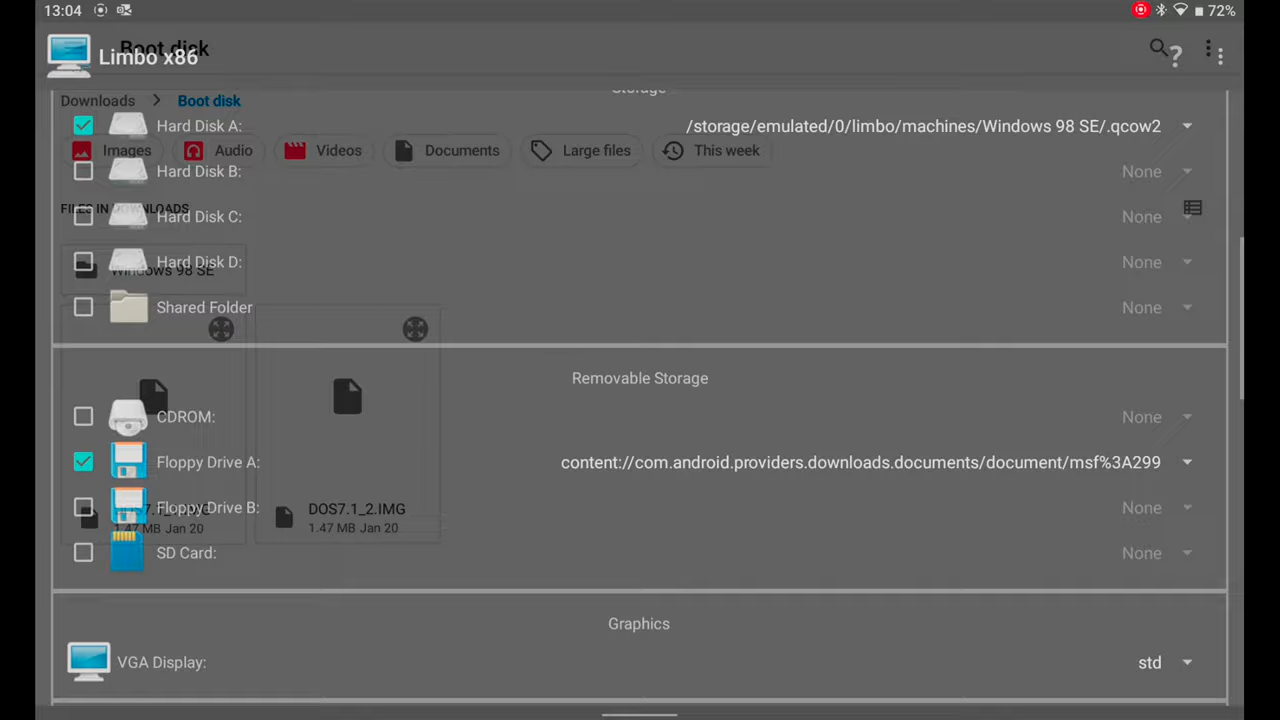 13:04
72%
Boot disk
Limbo x86
?
Downloads > Boot disk
Storage
Hard Disk A: /storage/emulated/0/limbo/machines/Windows 98 SE/.qcow2
Images Audio Videos Documents Large files This week
Hard Disk B: None
FILES IN DOWNLOADS
Hard Disk C: None
Hard Disk D: None
Windows 98 SE
Shared Folder None
Removable Storage
CDROM: None
Floppy Drive A: content://com.android.providers.downloads.documents/document/msf%3A299
Floppy Drive B: None
DOS7.1_2.IMG
1.47 MB Jan 20
1.47 MB Jan 20
SD Card: None
Graphics
VGA Display: std